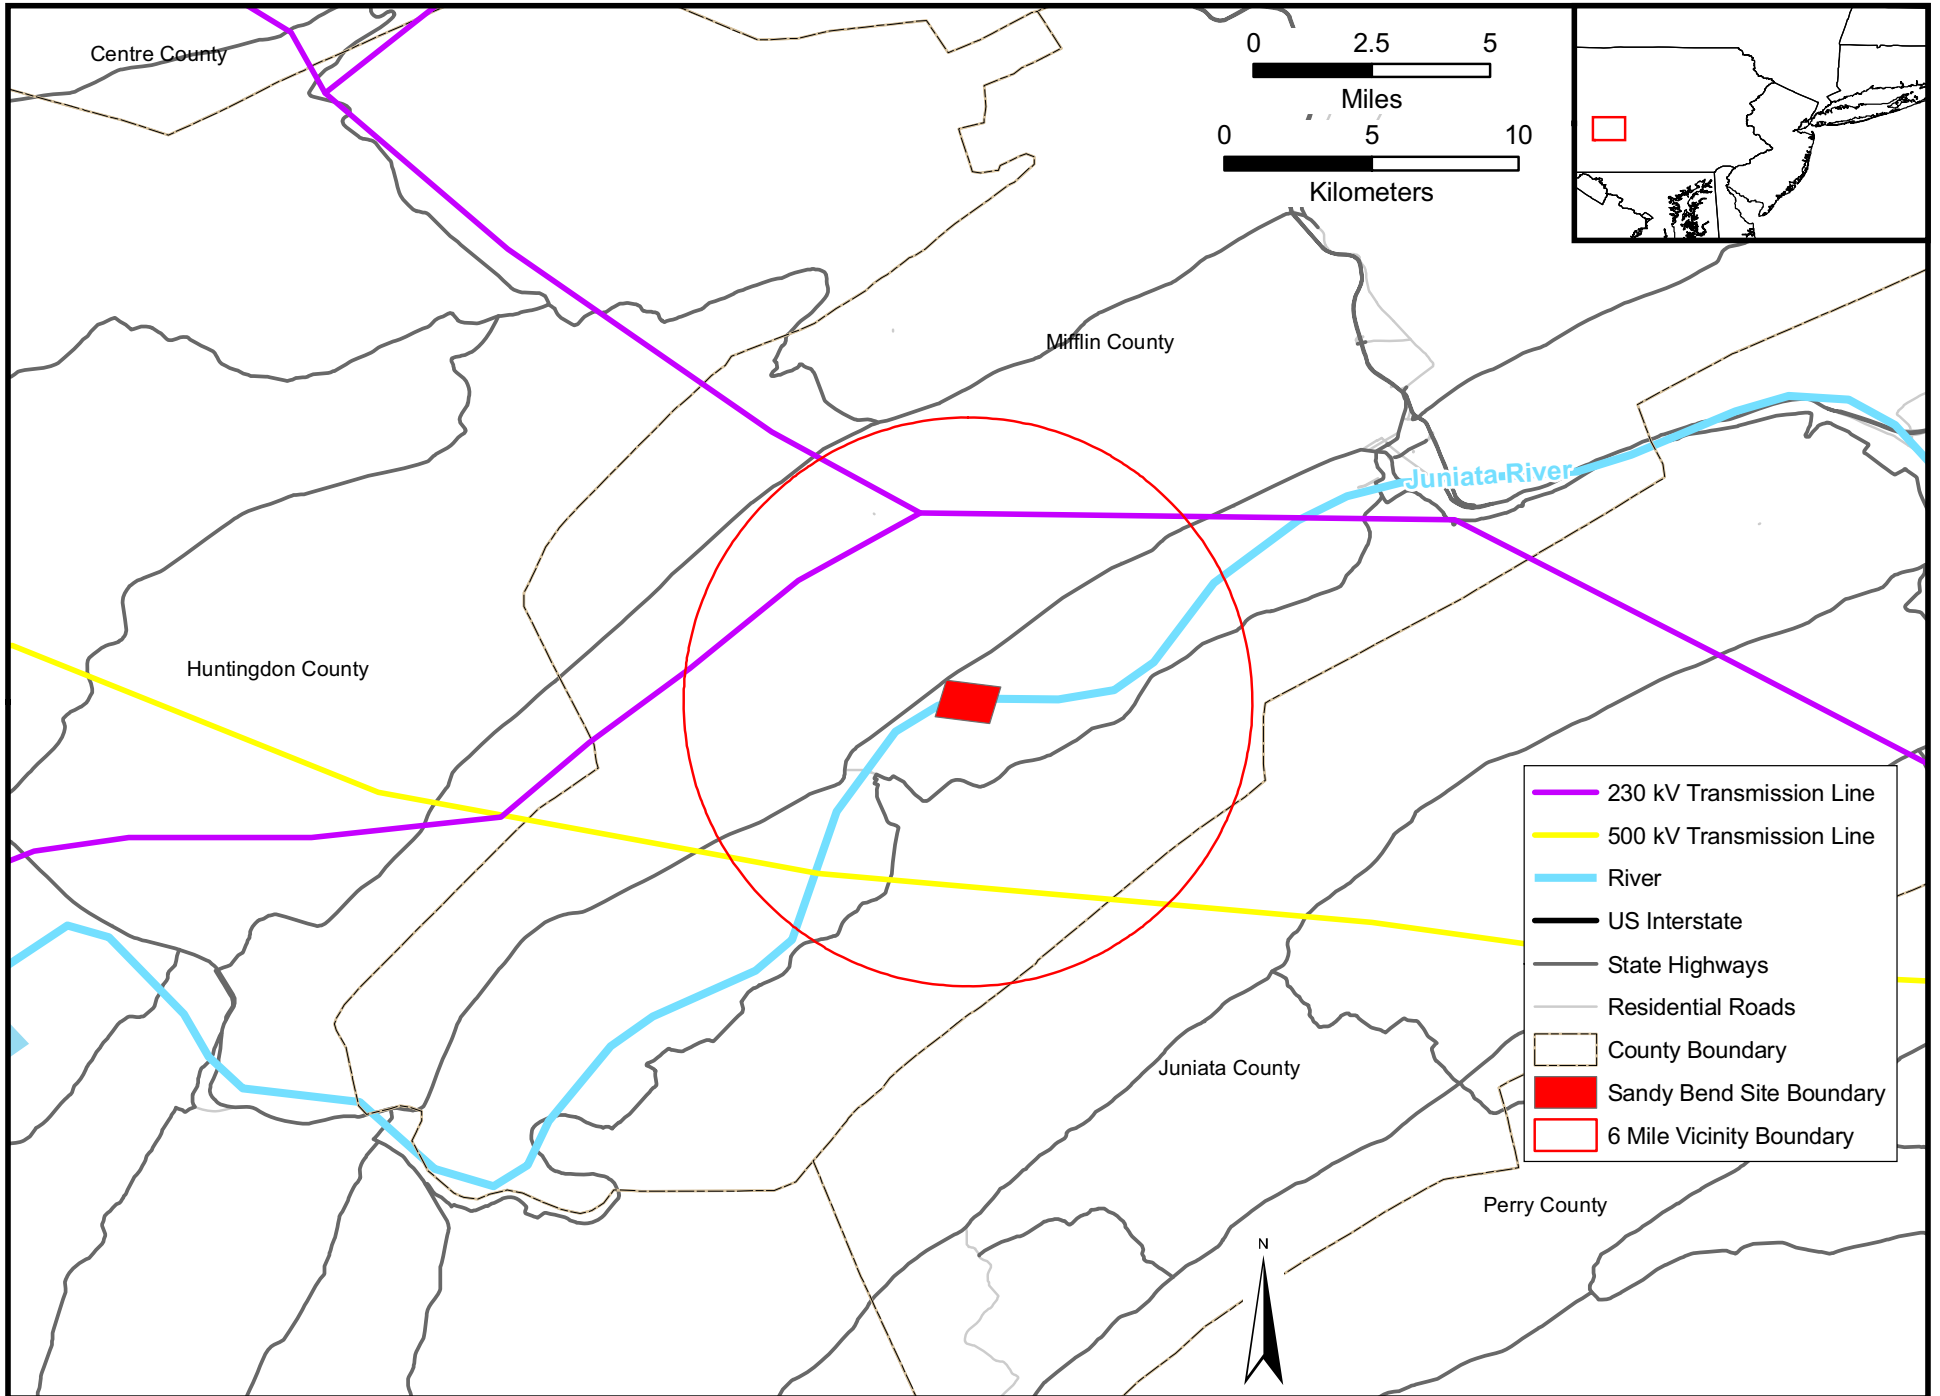 Centre County
0 2.5 5
Miles
0 5 10
Kilometers
Mifflin County
Juniata River
Huntingdon County
230 kV Transmission Line
500 kV Transmission Line
River
US Interstate
State Highways
Residential Roads
County Boundary
Sandy Bend Site Boundary
6 Mile Vicinity Boundary
Juniata County
Perry County
N